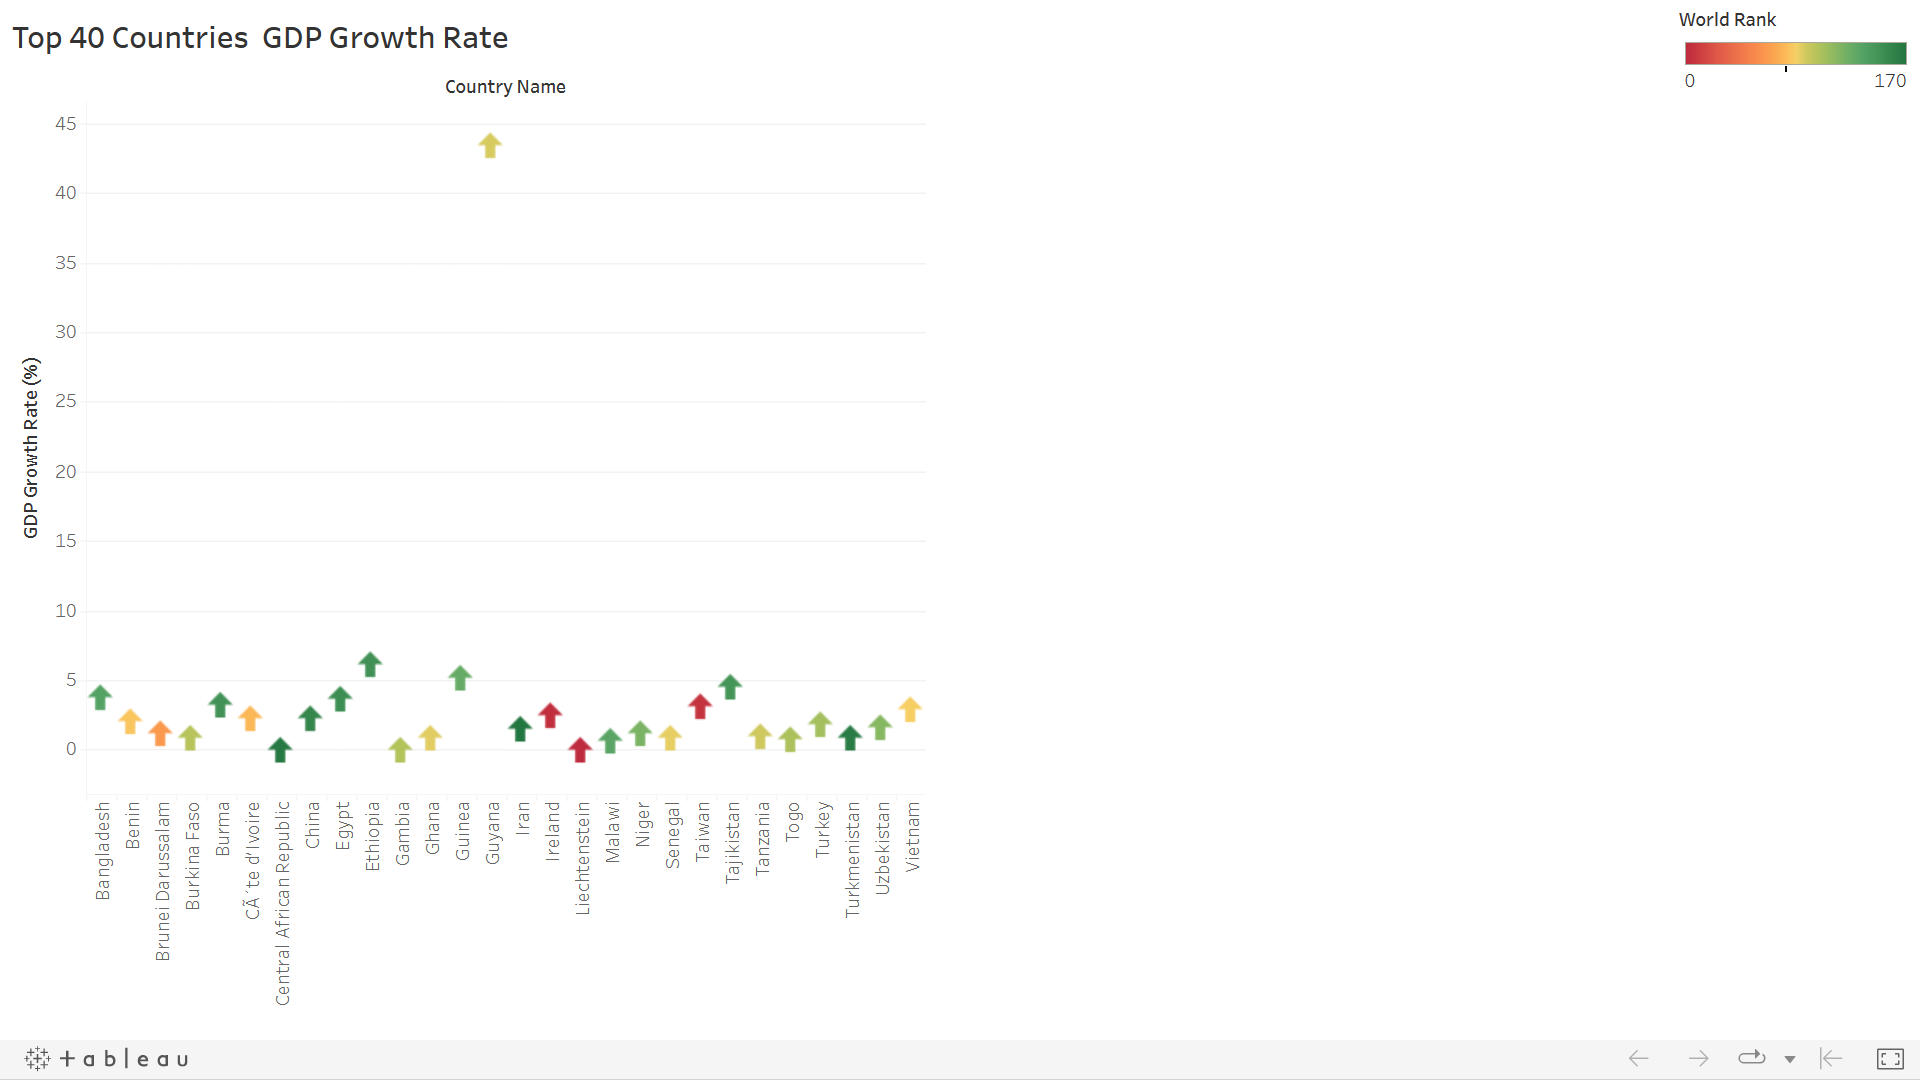 Top 40 Countries  GDP Growth Rate
World Rank
0
170
Country Name
GDP Growth Rate (%)
45
40
35
30
25
20
15
10
5
0
Bangladesh
Benin
Brunei Darussalam
Burkina Faso
Burma
CÃ´te d'Ivoire
Central African Republic
China
Egypt
Ethiopia
Gambia
Ghana
Guinea
Guyana
Iran
Ireland
Liechtenstein
Malawi
Niger
Senegal
Taiwan
Tajikistan
Tanzania
Togo
Turkey
Turkmenistan
Uzbekistan
Vietnam
+ a b | e a u